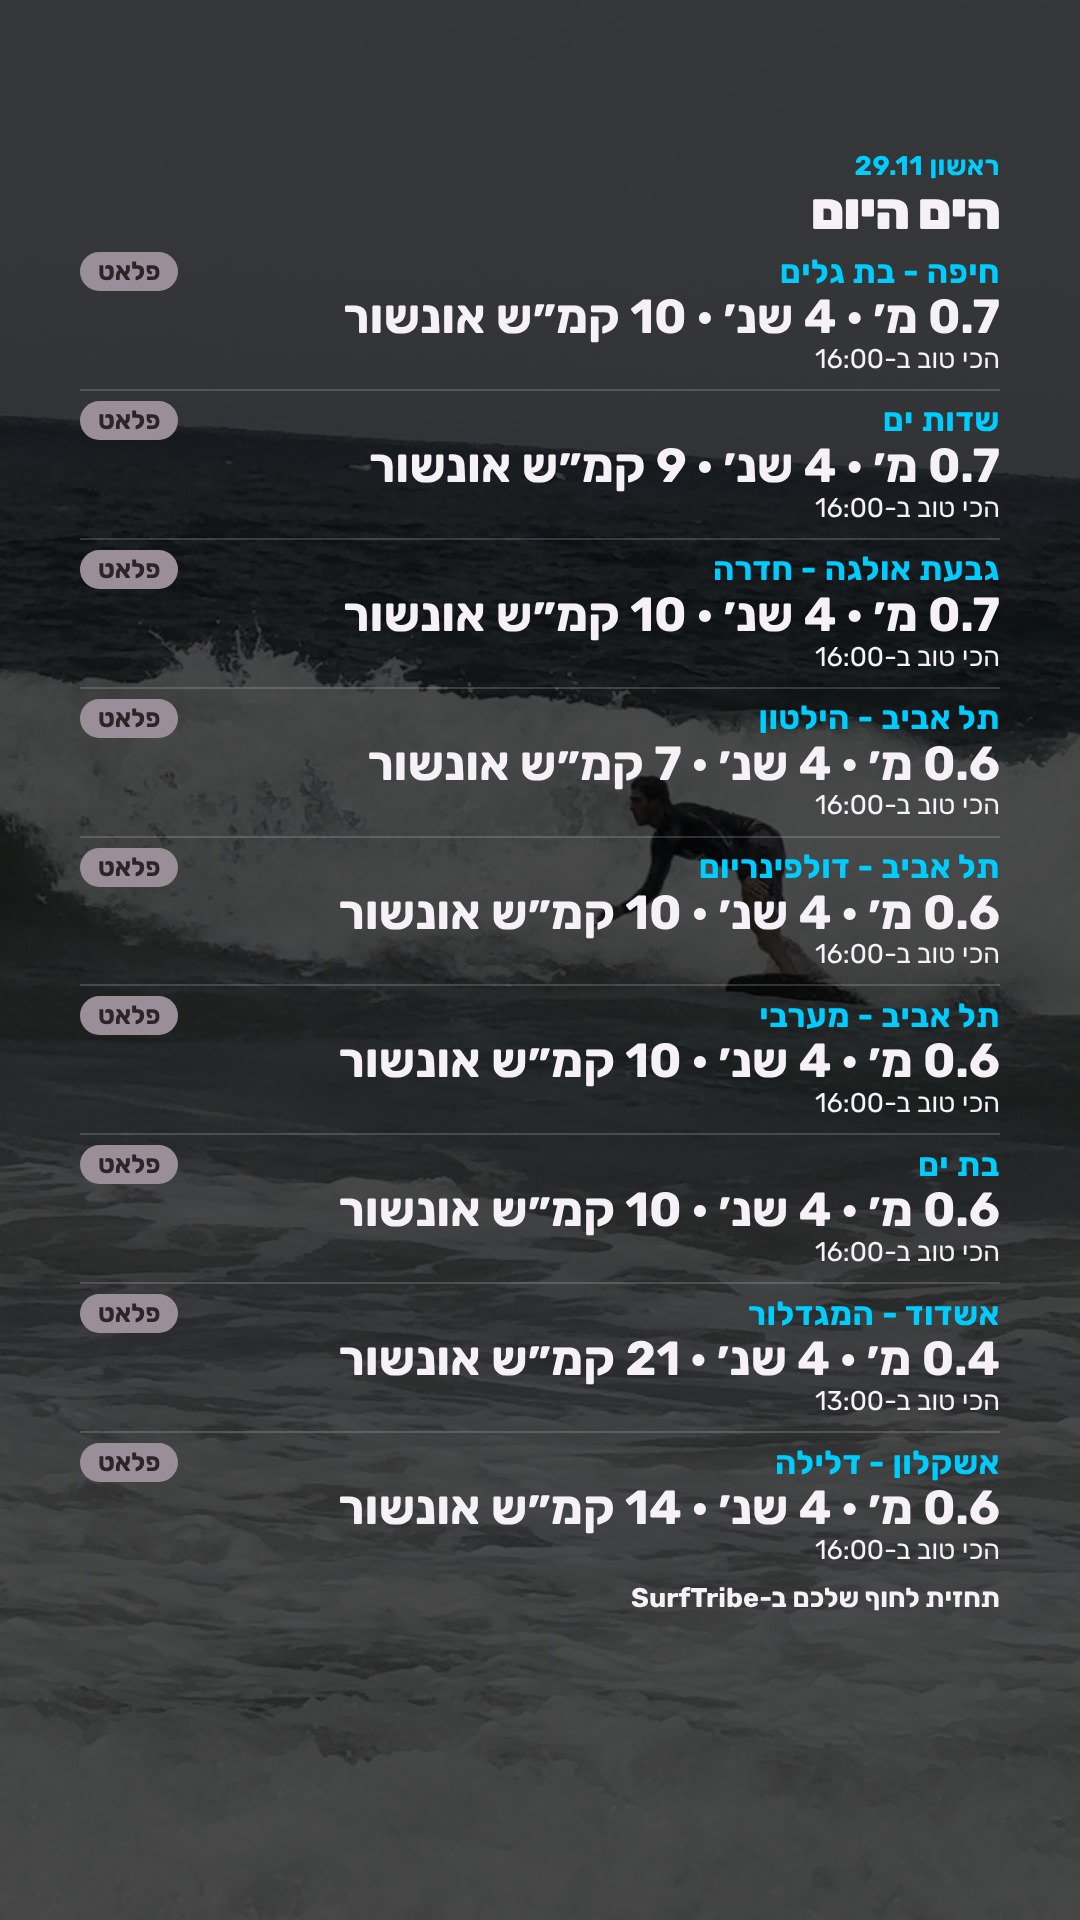 ראשון 29.11
הים היום
חיפה - בת גלים
פלאט
0.7 מ׳ • 4 שנ׳ • 10 קמ״ש אונשור
הכי טוב ב-16:00
שדות ים
פלאט
0.7 מ׳ • 4 שנ׳ • 9 קמ״ש אונשור
הכי טוב ב-16:00
גבעת אולגה - חדרה
פלאט
0.7 מ׳ • 4 שנ׳ • 10 קמ״ש אונשור
הכי טוב ב-16:00
תל אביב - הילטון
פלאט
0.6 מ׳ • 4 שנ׳ • 7 קמ״ש אונשור
הכי טוב ב-16:00
תל אביב - דולפינריום
פלאט
0.6 מ׳ • 4 שנ׳ • 10 קמ״ש אונשור
הכי טוב ב-16:00
תל אביב - מערבי
פלאט
0.6 מ׳ • 4 שנ׳ • 10 קמ״ש אונשור
הכי טוב ב-16:00
בת ים
פלאט
0.6 מ׳ • 4 שנ׳ • 10 קמ״ש אונשור
הכי טוב ב-16:00
אשדוד - המגדלור
פלאט
0.4 מ׳ • 4 שנ׳ • 21 קמ״ש אונשור
הכי טוב ב-13:00
אשקלון - דלילה
פלאט
0.6 מ׳ • 4 שנ׳ • 14 קמ״ש אונשור
הכי טוב ב-16:00
תחזית לחוף שלכם ב-SurfTribe